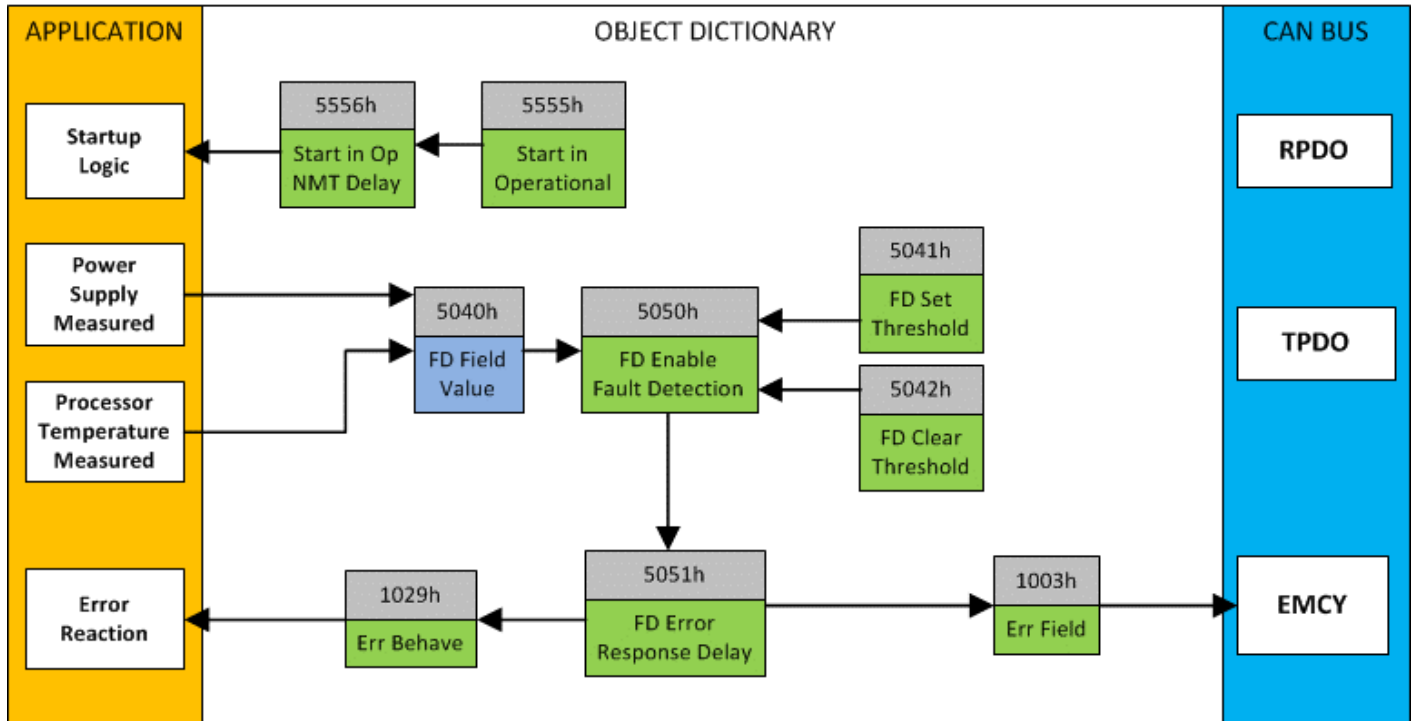 APPLICATION
OBJECT DICTIONARY
CAN BUS
5556h
5555h
Startup
Logic
Start in Op
NMT Delay
Start in
Operational
RPDO
5041h
FD Set
Threshold
Power
Supply
Measured
5040h
FD Field
Value
5050h
FD Enable
Fault Detection
TPDO
5042h
FD Clear
Threshold
Processor
Temperature
Measured
5051h
FD Error
Response Delay
1003h
Err Field
1029h
Err Behave
Error
Reaction
EMCY